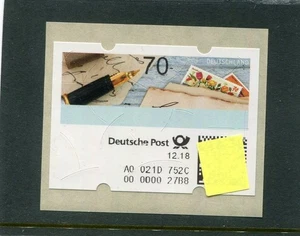 70
DEUTSCHLAND
Deutsche Post
12.18
A0 021D 752C
00 0000 27B8